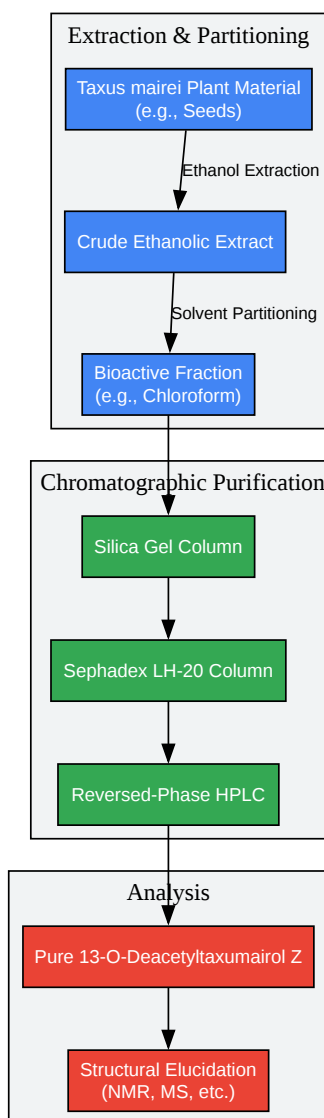 Extraction & Partitioning
Taxus mairei Plant Material
(e.g., Seeds)
Ethanol Extraction
Crude Ethanolic Extract
Solvent Partitioning
Bioactive Fraction
(e.g., Chloroform)
Chromatographic Purification
Silica Gel Column
Sephadex LH-20 Column
Reversed-Phase HPLC
Analysis
Pure 13-O-Deacetyltaxumairol Z
Structural Elucidation
(NMR, MS, etc.)